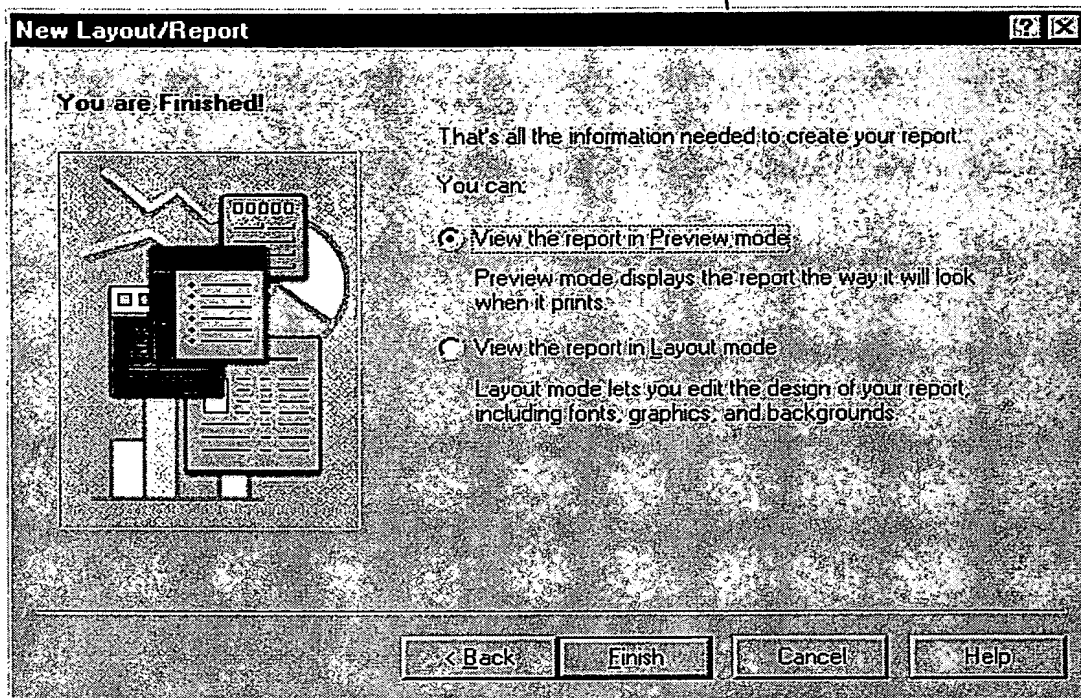 New Layout/Report
You are Finished!
That's all the information needed to create your report.
You can:
View the report in Preview mode
Preview mode displays the report the way it will look
when it prints.
View the report in Layout mode
Layout mode lets you edit the design of your report,
including fonts, graphics, and backgrounds.
< Back
Finish
Cancel
Help